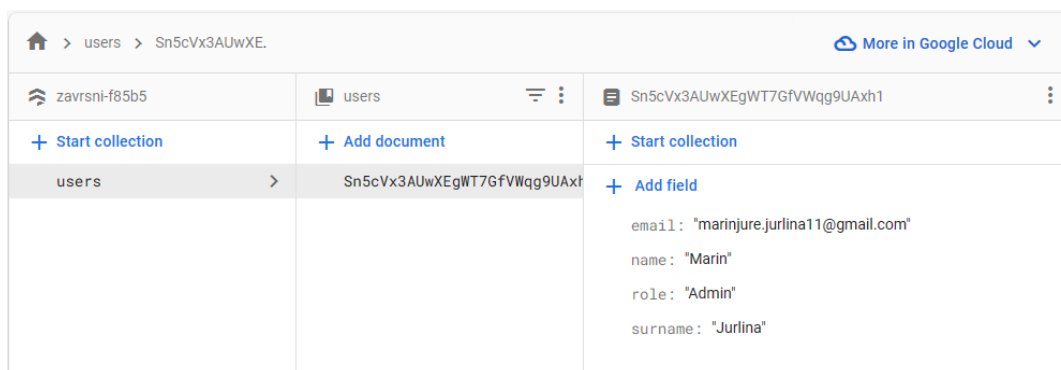 users > Sn5cVx3AUwXE.
More in Google Cloud
zavrsni-f85b5
users
Sn5cVx3AUwXEgWT7GfVWqg9UAxh1
+ Start collection
+ Add document
+ Start collection
users >
Sn5cVx3AUwXEgWT7GfVWqg9UAxh
+ Add field
email: "marinjure.jurlina11@gmail.com"
name: "Marin"
role: "Admin"
surname: "Jurlina"